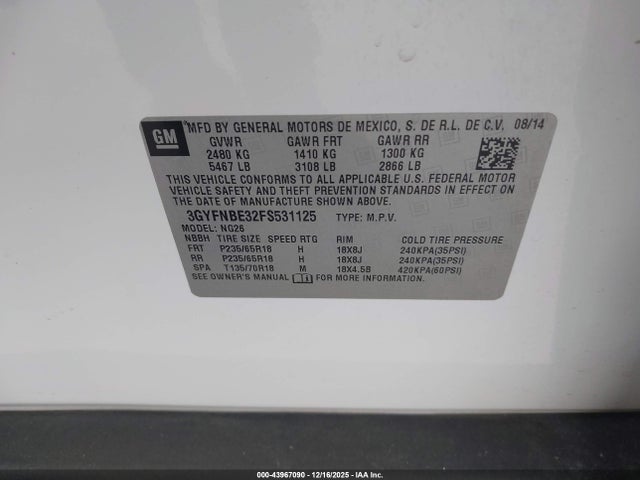 GM
MFD BY GENERAL MOTORS DE MEXICO, S. DE R.L. DE C.V. 08/14
GVWR GAWR FRT GAWR RR
2480 KG 1410 KG 1300 KG
5467 LB 3108 LB 2866 LB
THIS VEHICLE CONFORMS TO ALL APPLICABLE U.S. FEDERAL MOTOR
VEHICLE SAFETY AND THEFT PREVENTION STANDARDS IN EFFECT ON
THE DATE OF MANUFACTURE SHOWN ABOVE.
3GYFNBE32FS531125 TYPE: M.P.V.
MODEL: NG26
NBBH TIRE SIZE SPEED RTG RIM COLD TIRE PRESSURE
FRT P235/65R18 H 18X8J 240KPA(35PSI)
RR P235/65R18 H 18X8J 240KPA(35PSI)
SPA T135/70R18 M 18X4.5B 420KPA(60PSI)
SEE OWNER'S MANUAL FOR MORE INFORMATION.
000-43967090 - 12/16/2025 - IAA Inc.